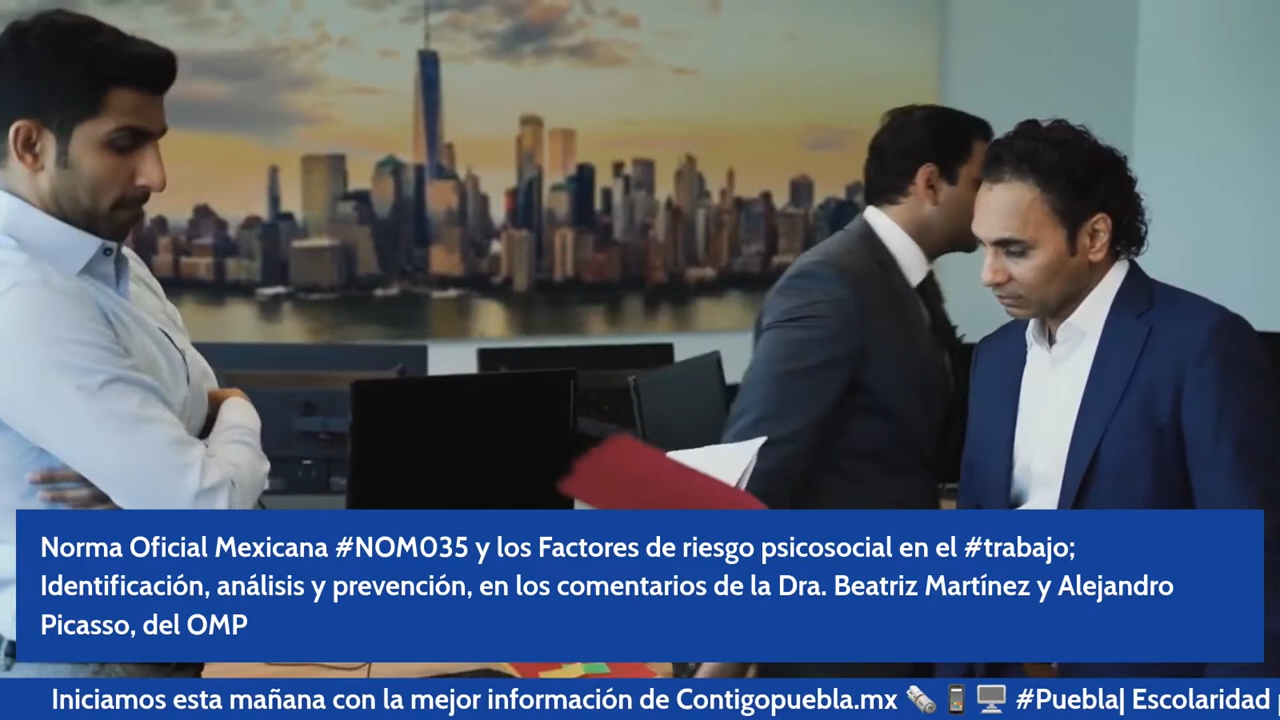 Norma Oficial Mexicana #NOM035 y los Factores de riesgo psicosocial en el #trabajo;
Identificación, análisis y prevención, en los comentarios de la Dra. Beatriz Martínez y Alejandro
Picasso, del OMP
Iniciamos esta mañana con la mejor información de Contigopuebla.mx 🗞️📱🖥️ #Puebla| Escolaridad